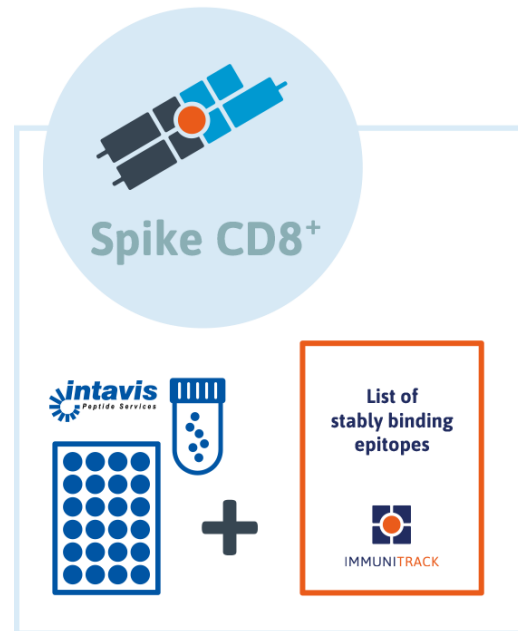 Spike CD8⁺
intavis
Peptide Services
List of
stably binding
epitopes
IMMUNITRACK